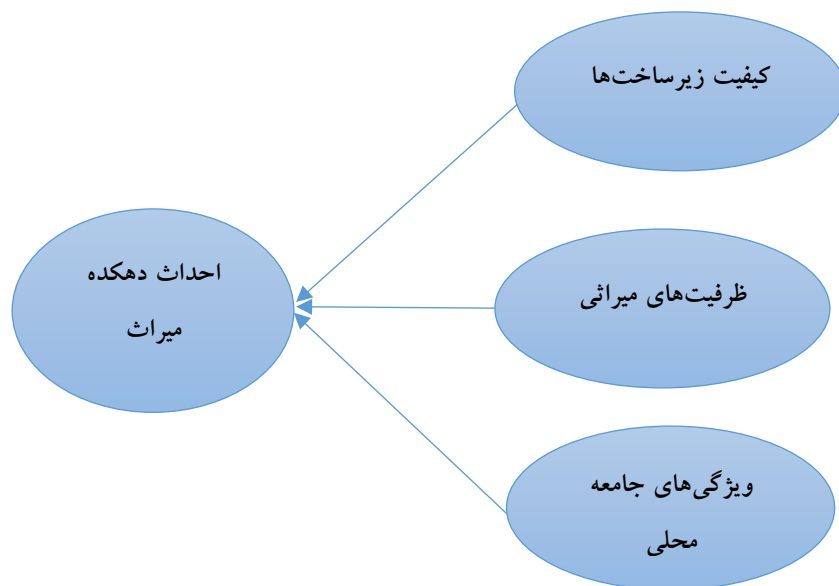 کیفیت زیرساخت‌ها
ظرفیت‌های میراثی
ویژگی‌های جامعه
محلی
احداث دهکده
میراث